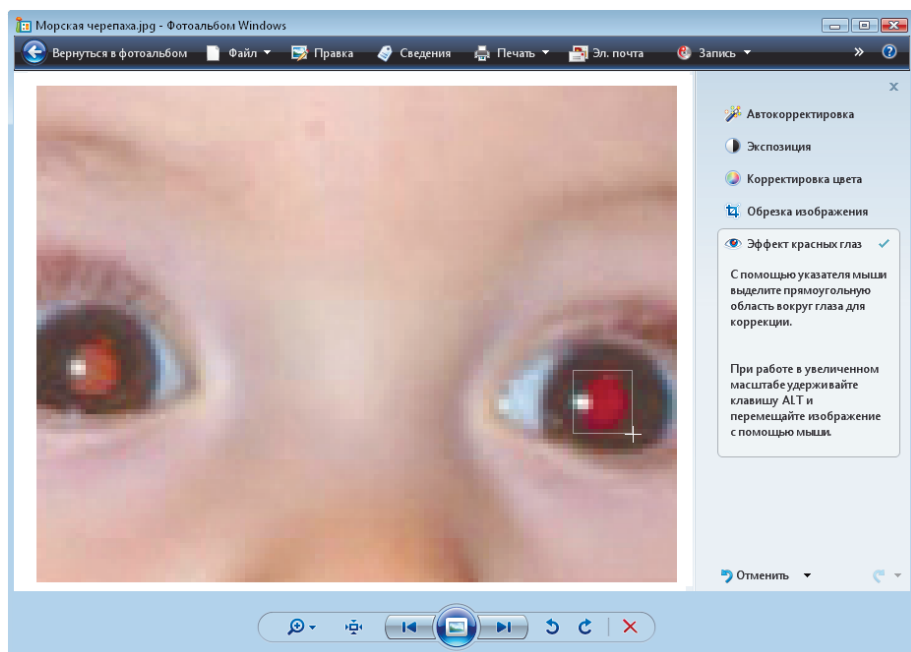 Морская черепаха.jpg - Фотоальбом Windows
Вернуться в фотоальбом Файл Правка Сведения Печать Эл. почта Запись » ?
Автокорректировка
Экспозиция
Корректировка цвета
Обрезка изображения
Эффект красных глаз
С помощью указателя мыши
выделите прямоугольную
область вокруг глаза для
коррекции.
При работе в увеличенном
масштабе удерживайте
клавишу ALT и
перемещайте изображение
с помощью мыши.
Отменить